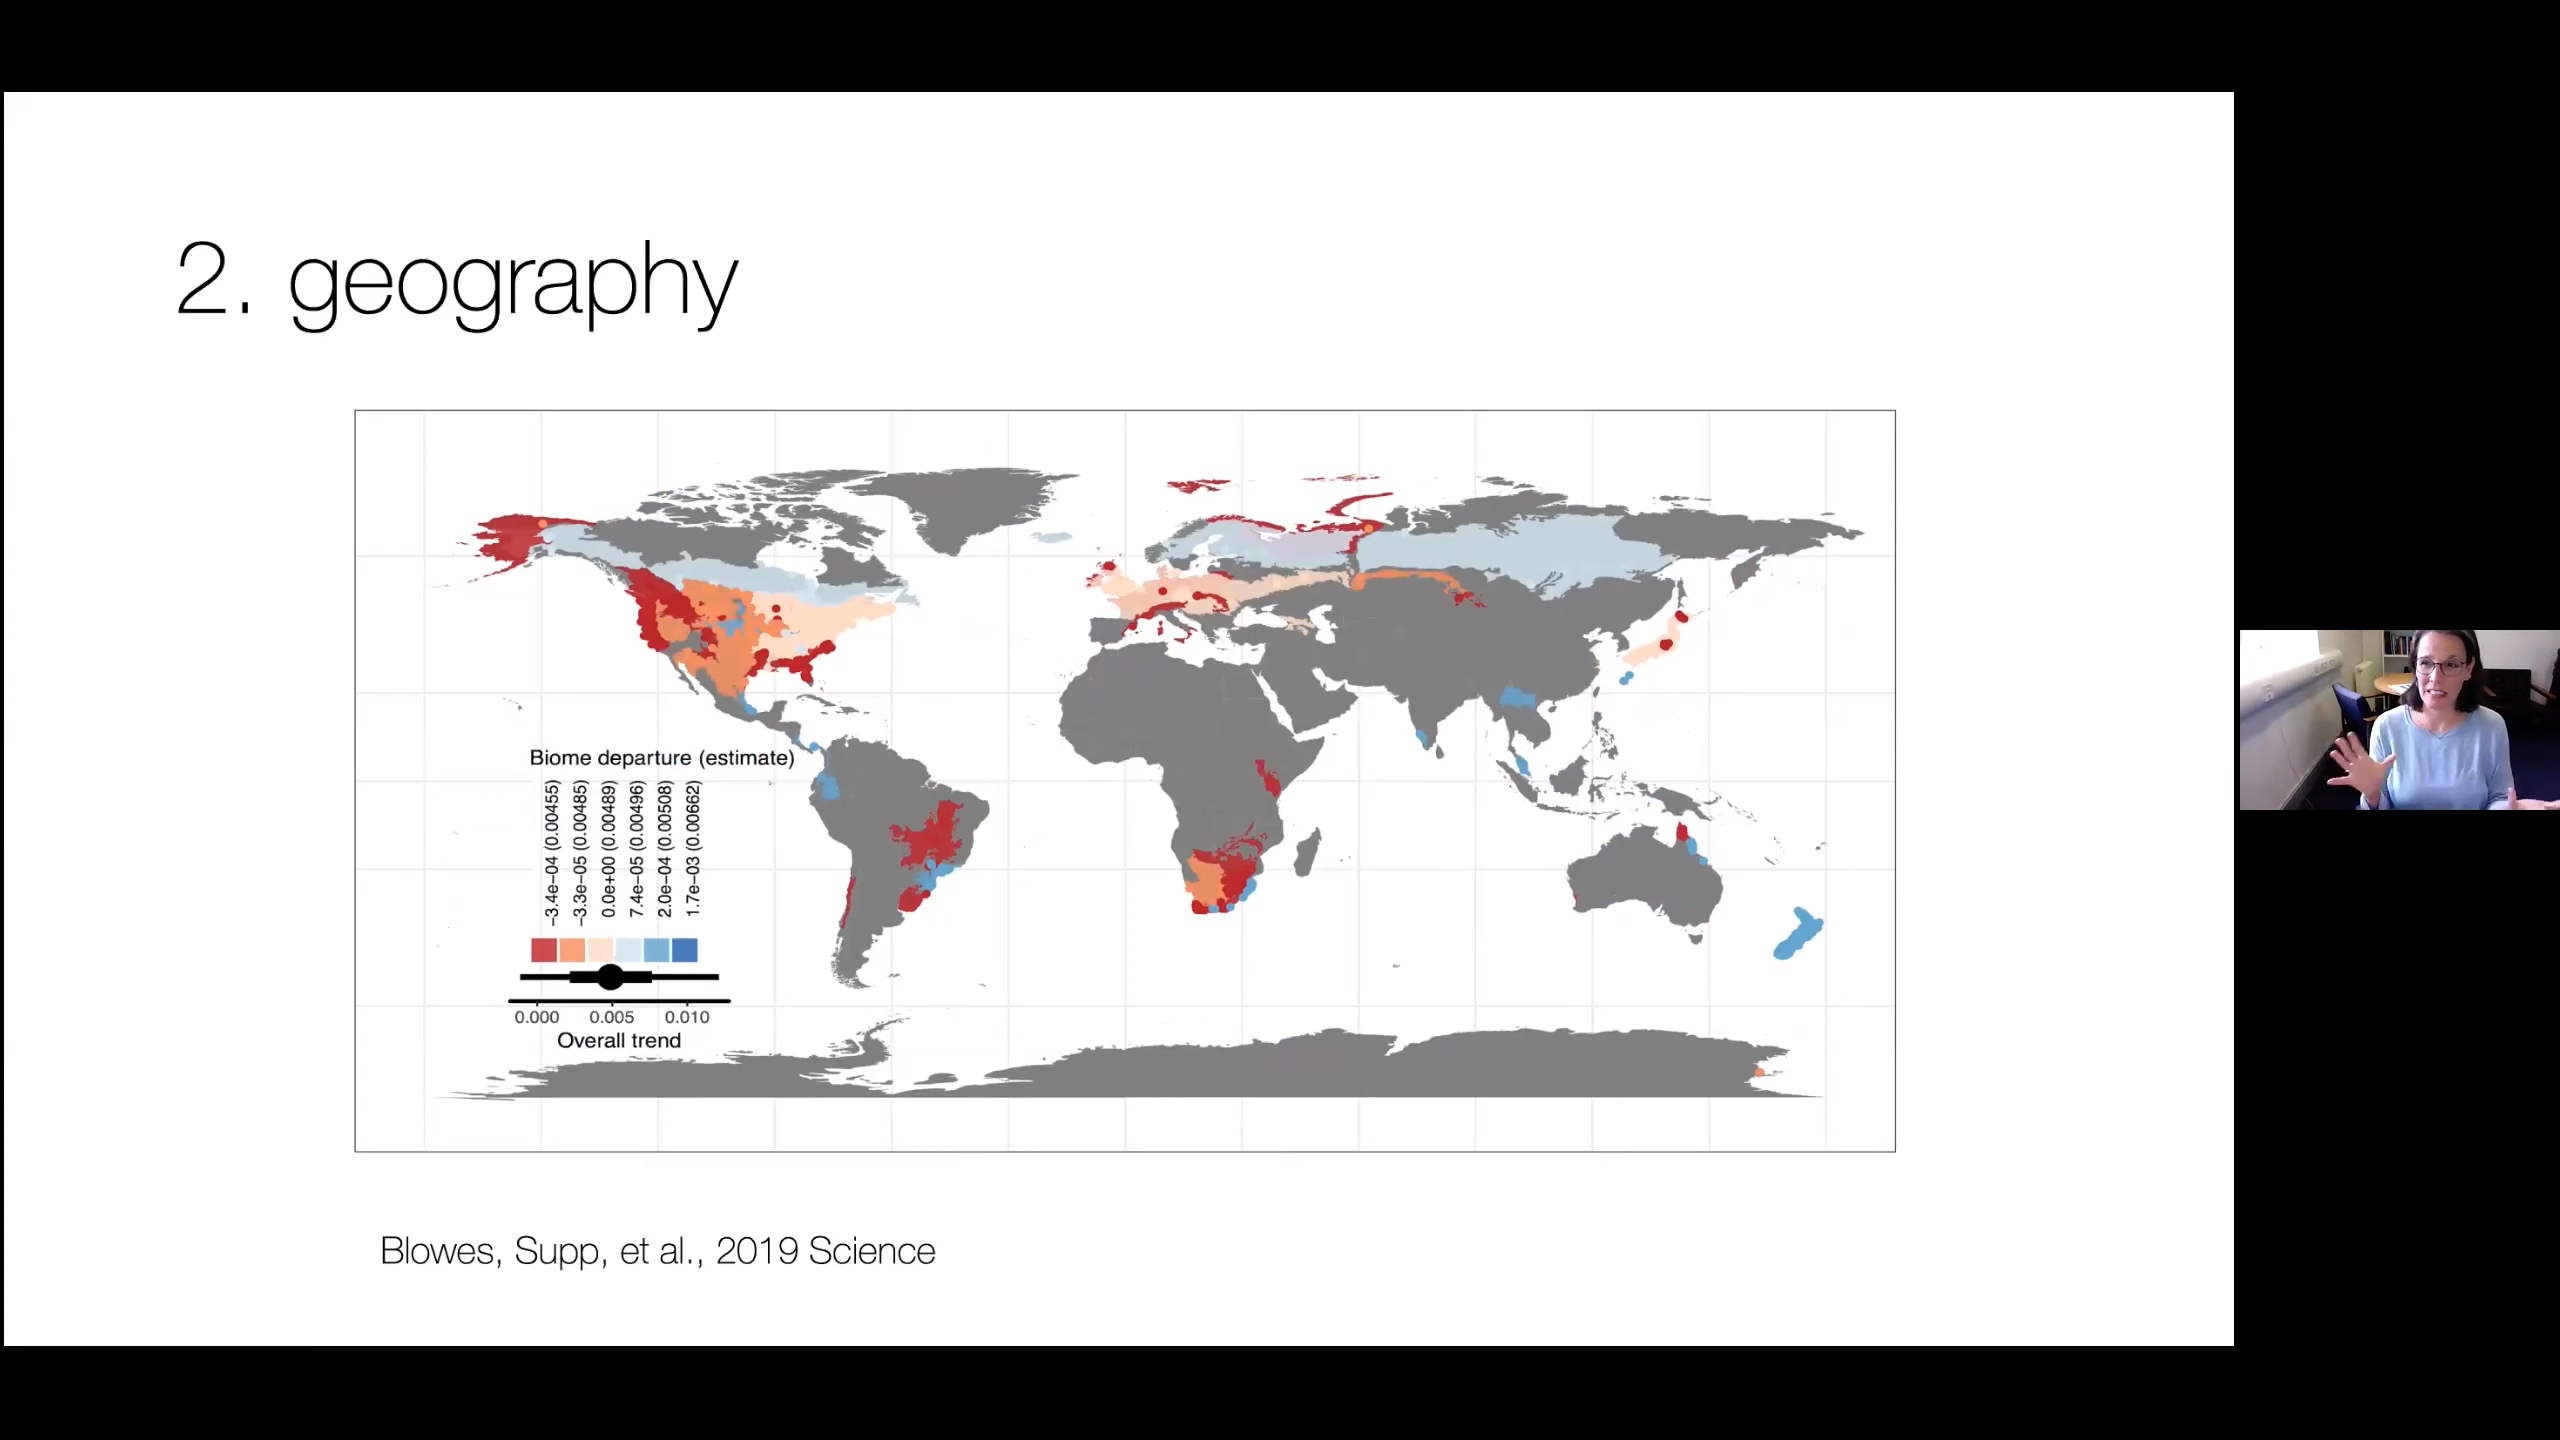 2. geography
Biome departure (estimate)
−3.4e−04 (0.00455)
−3.3e−05 (0.00485)
0.0e+00 (0.00489)
7.4e−05 (0.00496)
2.0e−04 (0.00508)
1.7e−03 (0.00662)
0.000 0.005 0.010
Overall trend
Blowes, Supp, et al., 2019 Science